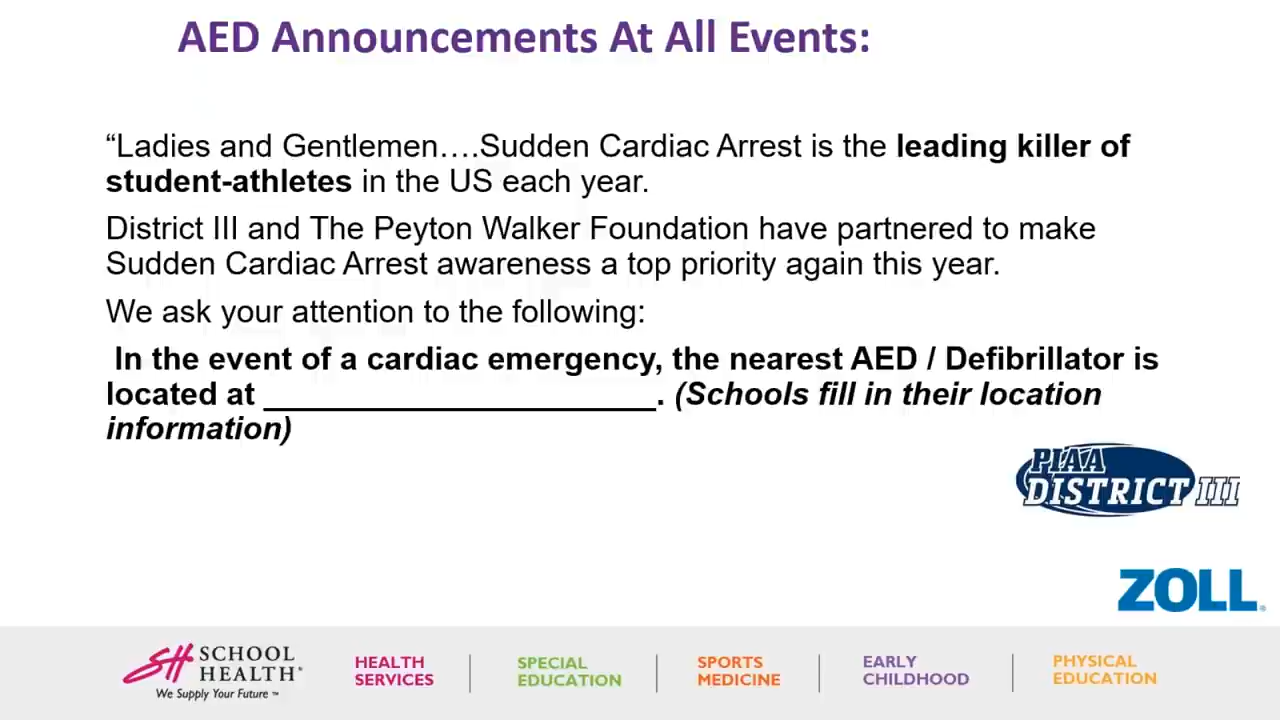 AED Announcements At All Events:
“Ladies and Gentlemen….Sudden Cardiac Arrest is the leading killer of
student-athletes in the US each year.
District III and The Peyton Walker Foundation have partnered to make
Sudden Cardiac Arrest awareness a top priority again this year.
We ask your attention to the following:
In the event of a cardiac emergency, the nearest AED / Defibrillator is
located at ______________________. (Schools fill in their location
information)
PIAA
DISTRICT III
ZOLL®
SH SCHOOL
HEALTH®
We Supply Your Future ™
HEALTH
SERVICES
SPECIAL
EDUCATION
SPORTS
MEDICINE
EARLY
CHILDHOOD
PHYSICAL
EDUCATION